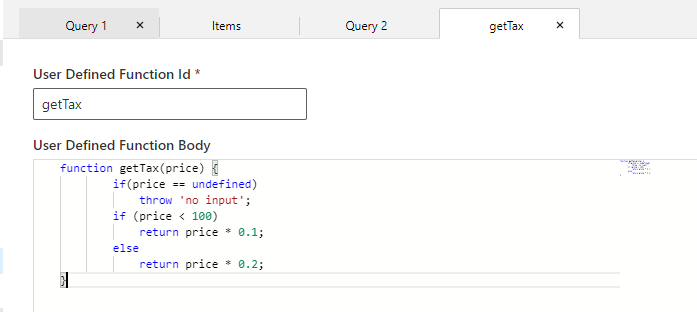 Query 1 × Items Query 2 getTax ×
User Defined Function Id *
getTax
User Defined Function Body
function getTax(price) {
if(price == undefined)
throw 'no input';
if (price < 100)
return price * 0.1;
else
return price * 0.2;
}